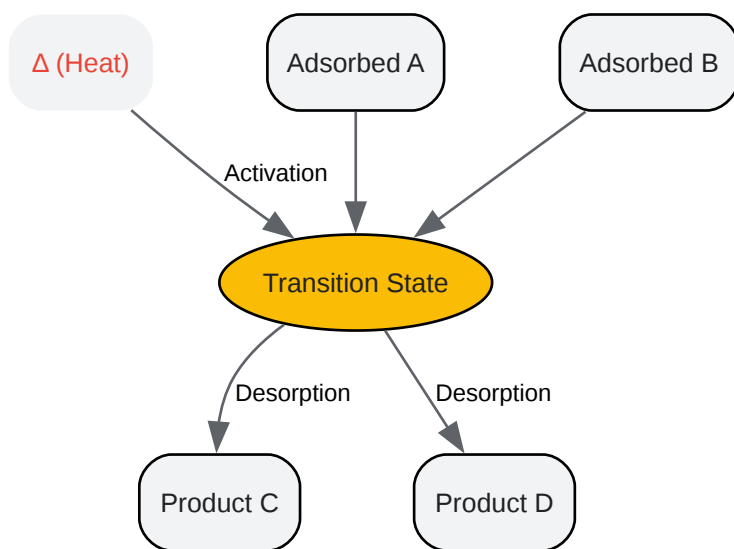 Δ (Heat)
Adsorbed A
Adsorbed B
Activation
Transition State
Desorption
Desorption
Product C
Product D